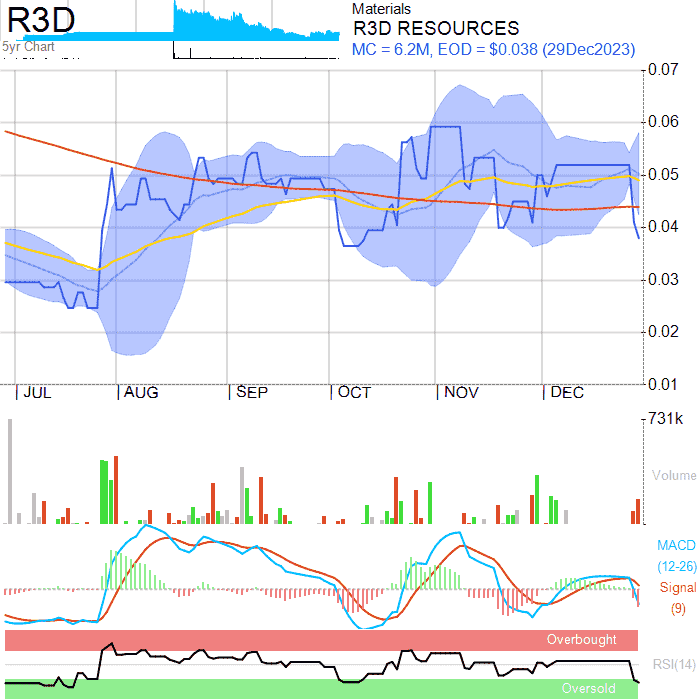 R3D
5yr Chart
Materials
R3D RESOURCES
MC = 6.2M, EOD = $0.038 (29Dec2023)
0.07
0.06
0.05
0.04
0.03
0.02
0.01
JUL AUG SEP OCT NOV DEC
731k
Volume
MACD
(12-26)
Signal
(9)
Overbought
RSI(14)
Oversold